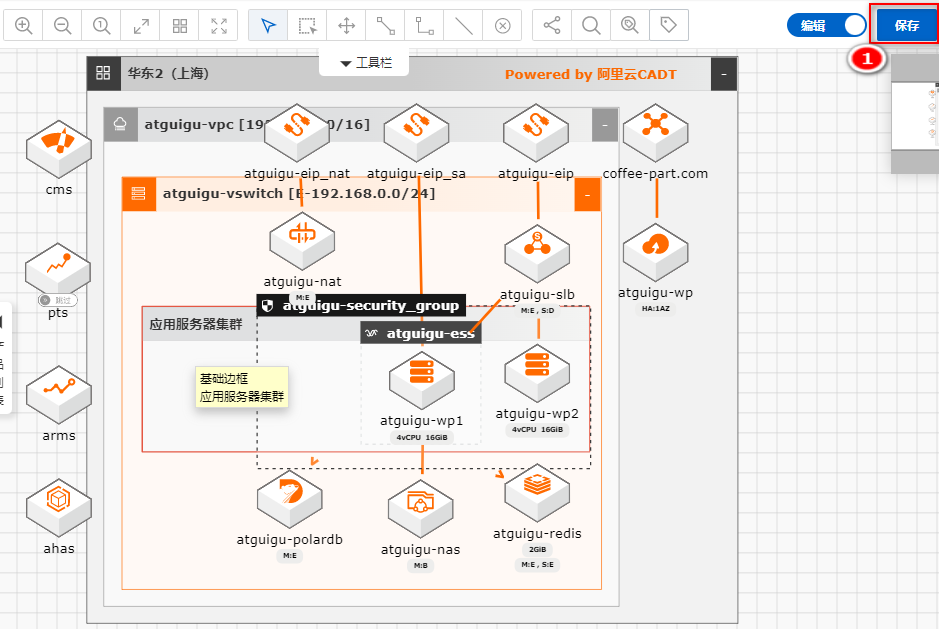 编辑
保存
1
工具栏
华东2（上海）
Powered by 阿里云CADT
-
atguigu-vpc [19
0/16]
-
atguigu-eip_nat
atguigu-eip_sa
atguigu-eip
coffee-part.com
cms
atguigu-vswitch [E-192.168.0.0/24]
-
atguigu-nat
M:E
atguigu-slb
M:E , S:D
atguigu-wp
HA:1AZ
跳过
pts
atguigu-security_group
应用服务器集群
atguigu-ess
基础边框
应用服务器集群
atguigu-wp1
4vCPU 16GiB
atguigu-wp2
4vCPU 16GiB
arms
atguigu-polardb
M:E
atguigu-nas
M:B
atguigu-redis
2GiB
M:E , S:E
ahas